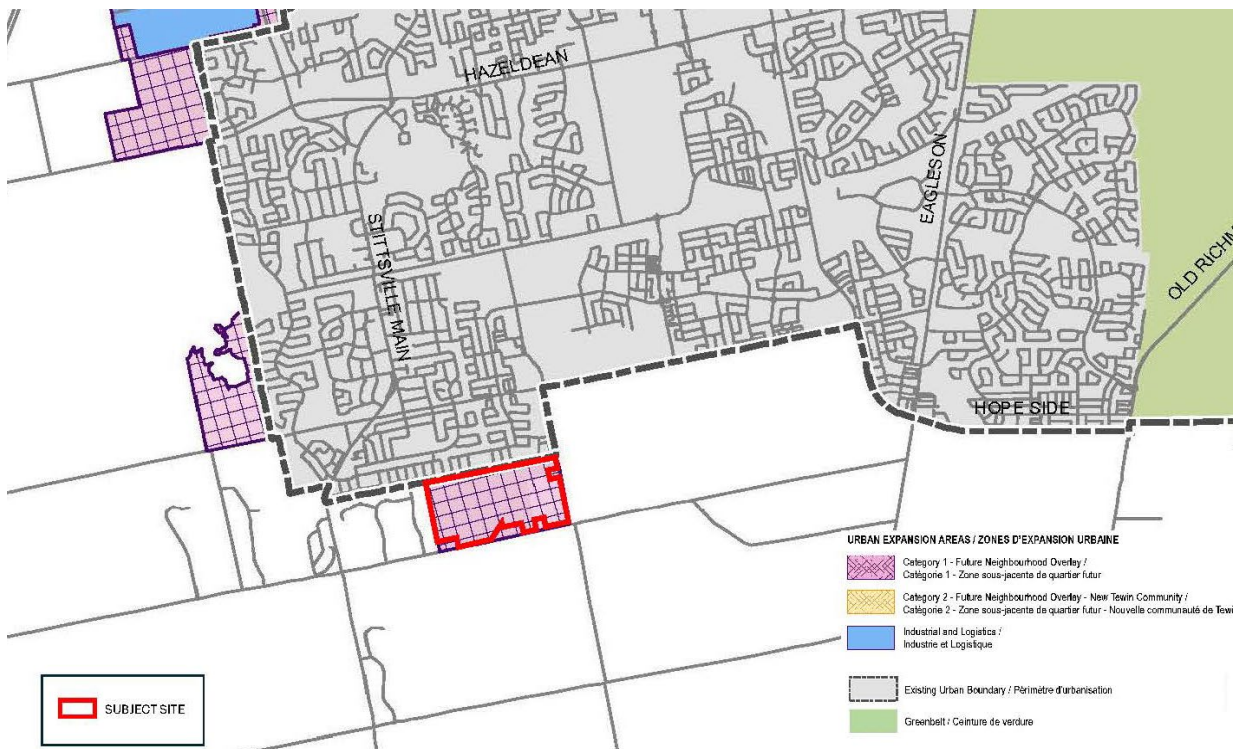 HAZELDEAN
EAGLESON
STITTSVILLE MAIN
OLD RICHM
HOPE SIDE
URBAN EXPANSION AREAS / ZONES D'EXPANSION URBAINE
Category 1 - Future Neighbourhood Overlay /
Catégorie 1 - Zone sous-jacente de quartier futur
Category 2 - Future Neighbourhood Overlay - New Tewin Community /
Catégorie 2 - Zone sous-jacente de quartier futur - Nouvelle communauté de Tewi
Industrial and Logistics /
Industrie et Logistique
Existing Urban Boundary / Périmètre d'urbanisation
Greenbelt / Ceinture de verdure
SUBJECT SITE